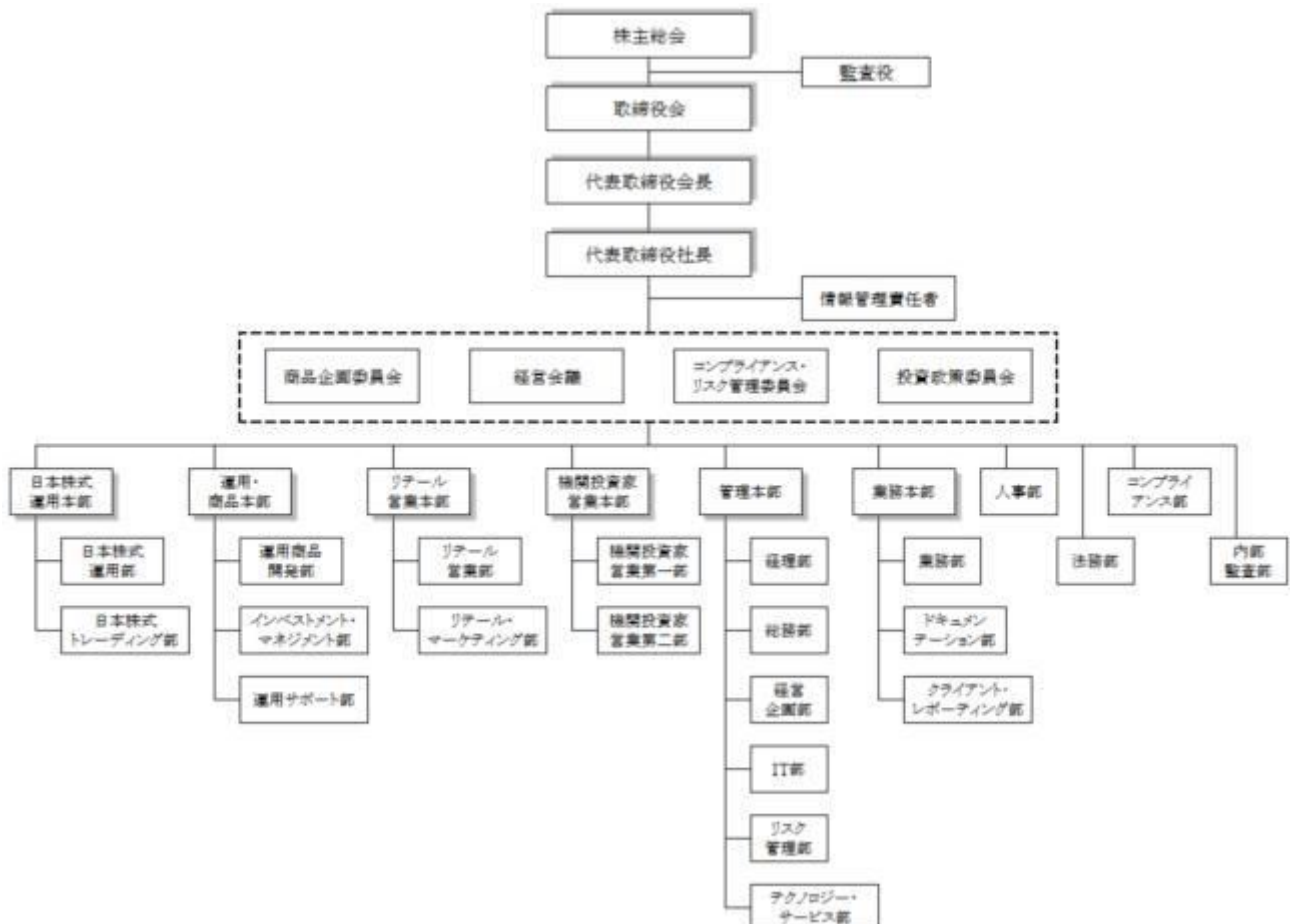 株主総会
監査役
取締役会
代表取締役会長
代表取締役社長
情報管理責任者
商品企画委員会
経営会議
コンプライアンス・
リスク管理委員会
投資政策委員会
日本株式
運用本部
運用・
商品本部
リテール
営業本部
機関投資家
営業本部
管理本部
業務本部
人事部
コンプライ
アンス部
日本株式
運用部
運用商品
開発部
リテール
営業部
機関投資家
営業第一部
経理部
業務部
法務部
内部
監査部
日本株式
トレーディング部
インベストメント・
マネジメント部
リテール・
マーケティング部
機関投資家
営業第二部
総務部
ドキュメン
テーション部
運用サポート部
経営
企画部
クライアント・
レポーティング部
IT部
リスク
管理部
テクノロジー・
サービス部